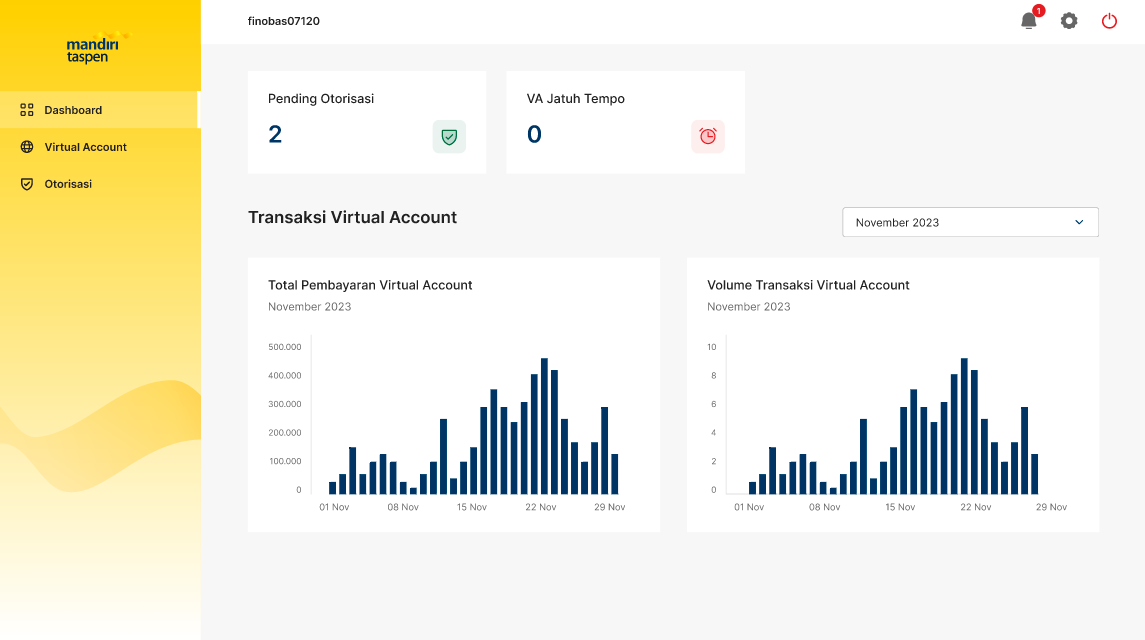 mandiri
taspen
Dashboard
Virtual Account
Otorisasi
finobas07120
1
Pending Otorisasi
2
VA Jatuh Tempo
0
Transaksi Virtual Account
November 2023
Total Pembayaran Virtual Account
November 2023
500.000
400.000
300.000
200.000
100.000
0
01 Nov 08 Nov 15 Nov 22 Nov 29 Nov
Volume Transaksi Virtual Account
November 2023
10
8
6
4
2
0
01 Nov 08 Nov 15 Nov 22 Nov 29 Nov